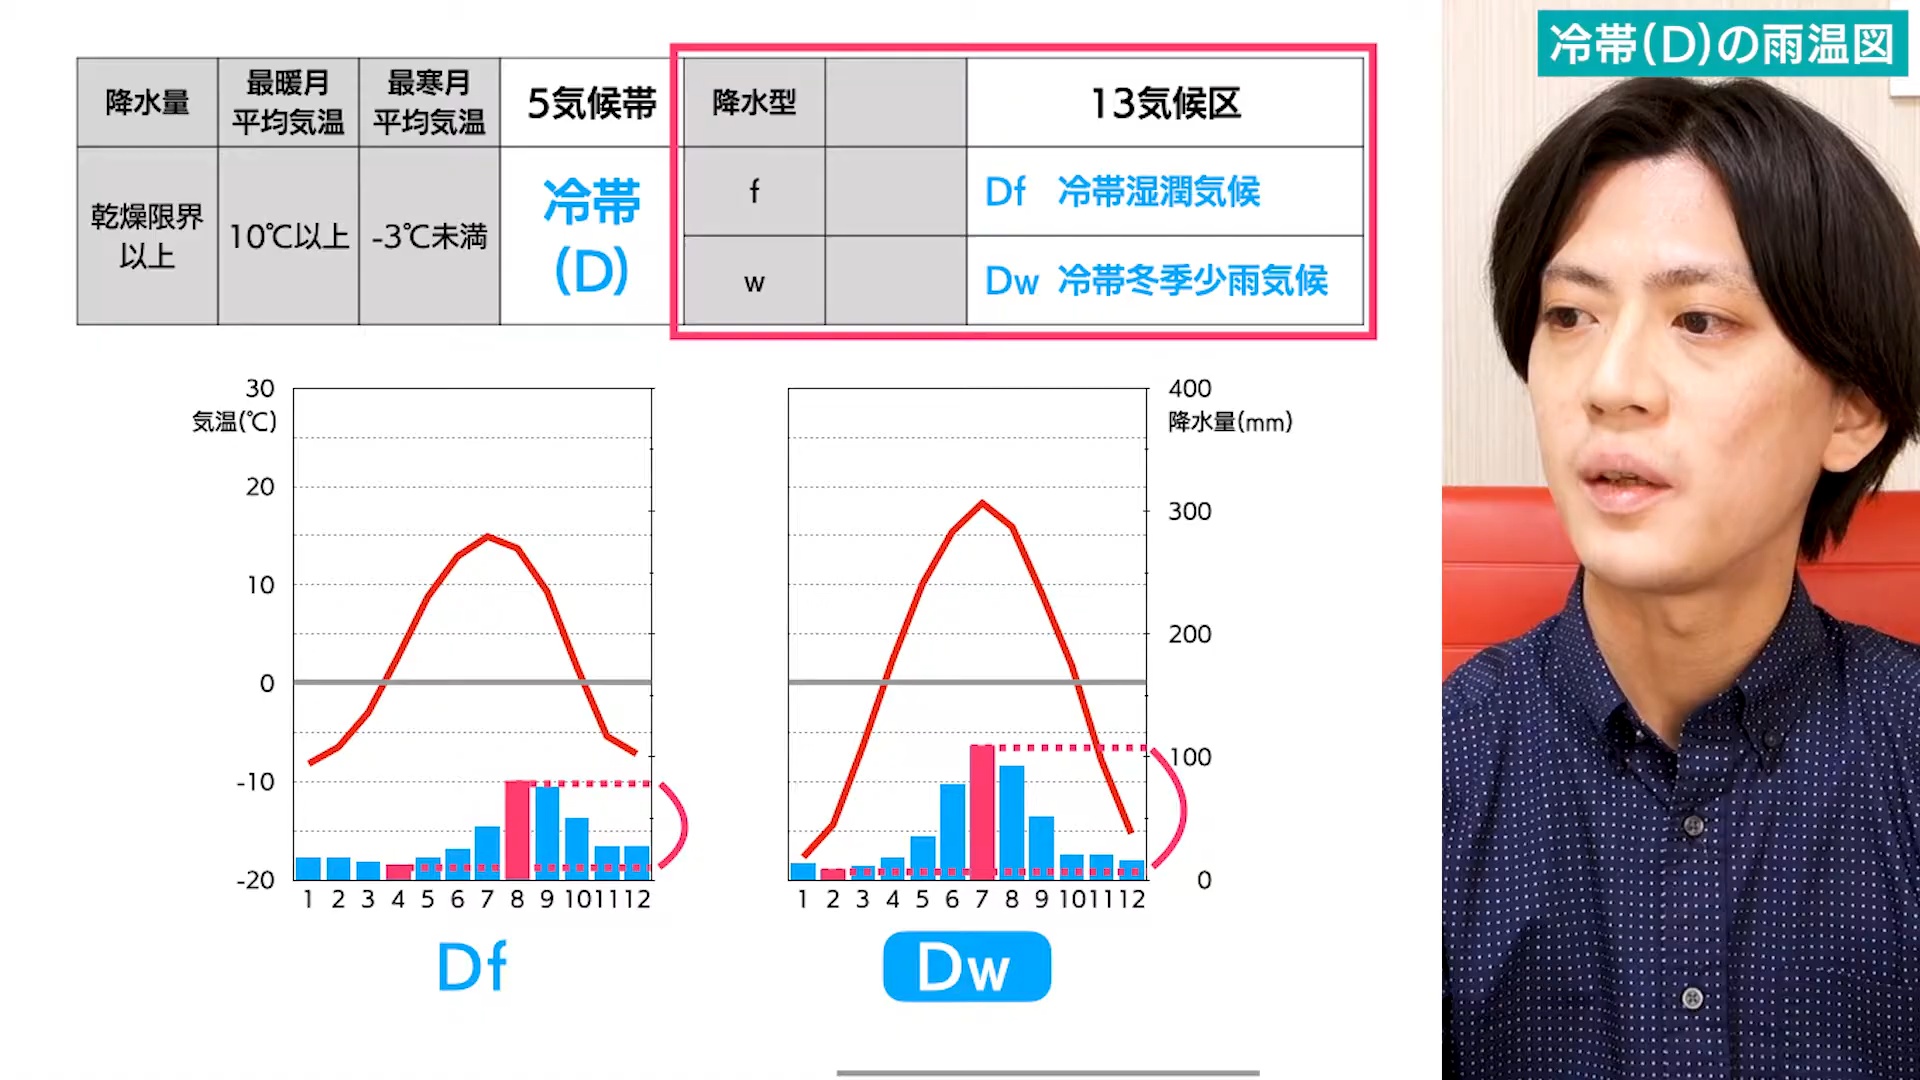 冷帯(D)の雨温図
降水量 最暖月平均気温 最寒月平均気温 5気候帯 降水型 13気候区
乾燥限界以上 10℃以上 -3℃未満 冷帯(D)
f Df 冷帯湿潤気候
w Dw 冷帯冬季少雨気候
30
気温(℃)
20
10
0
-10
-20
1 2 3 4 5 6 7 8 9 10 11 12
Df
400
降水量(mm)
300
200
100
0
1 2 3 4 5 6 7 8 9 10 11 12
Dw